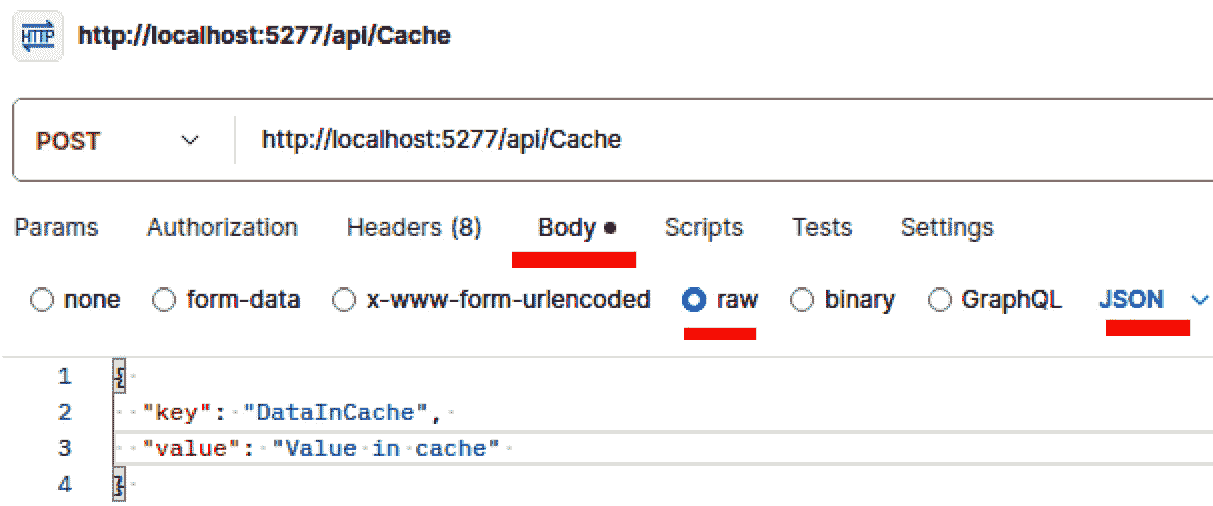 HTTP http://localhost:5277/api/Cache
POST http://localhost:5277/api/Cache
Params Authorization Headers (8) Body Scripts Tests Settings
none form-data x-www-form-urlencoded raw binary GraphQL JSON
1 {
2 "key": "DataInCache",
3 "value": "Value in cache"
4 }